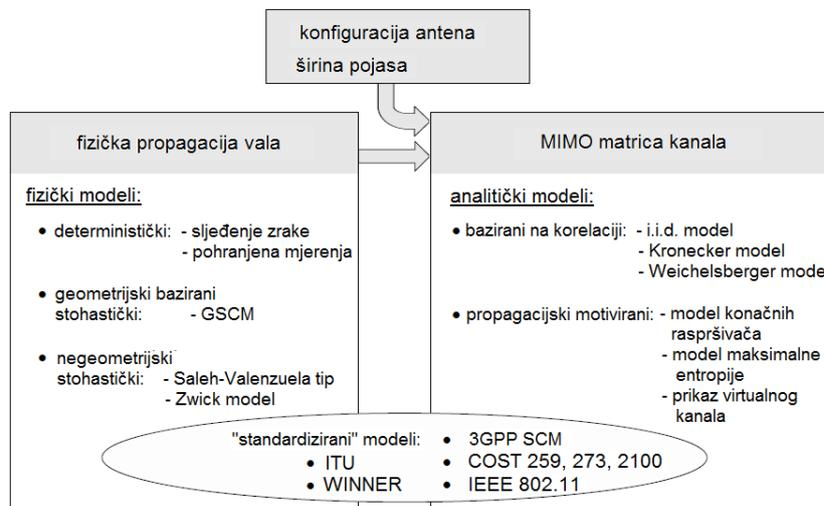 konfiguracija antena
širina pojasa
fizička propagacija vala
MIMO matrica kanala
fizički modeli:
• deterministički: - sljeđenje zrake
- pohranjena mjerenja
• geometrijski bazirani
stohastički: - GSCM
• negeometrijski
stohastički: - Saleh-Valenzuela tip
- Zwick model
analitički modeli:
• bazirani na korelaciji: - i.i.d. model
- Kronecker model
- Weichelsberger mode
• propagacijski motivirani: - model konačnih
raspršivača
- model maksimalne
entropije
- prikaz virtualnog
kanala
"standardizirani" modeli:
• ITU
• WINNER
• 3GPP SCM
• COST 259, 273, 2100
• IEEE 802.11